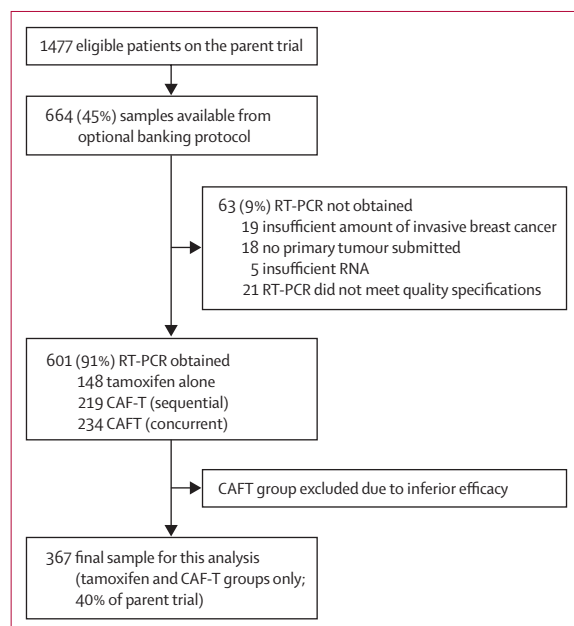 1477 eligible patients on the parent trial
664 (45%) samples available from
optional banking protocol
63 (9%) RT-PCR not obtained
19 insufficient amount of invasive breast cancer
18 no primary tumour submitted
5 insufficient RNA
21 RT-PCR did not meet quality specifications
601 (91%) RT-PCR obtained
148 tamoxifen alone
219 CAF-T (sequential)
234 CAFT (concurrent)
CAFT group excluded due to inferior efficacy
367 final sample for this analysis
(tamoxifen and CAF-T groups only;
40% of parent trial)